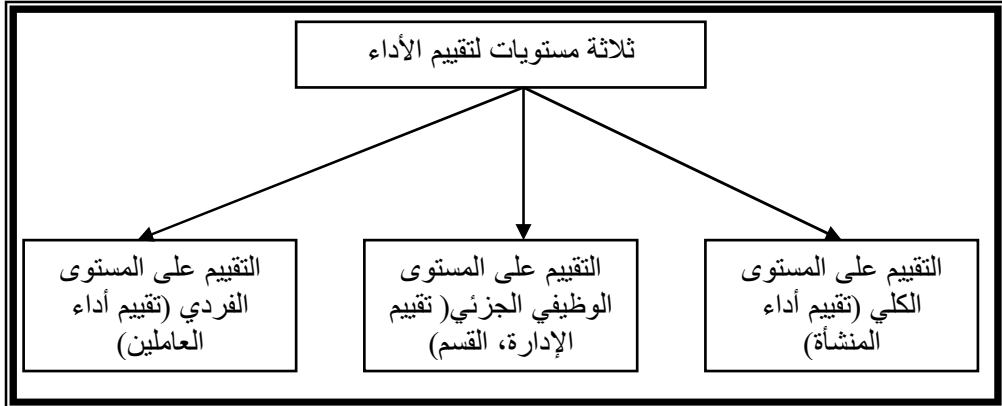 ثلاثة مستويات لتقييم الأداء
التقييم على المستوى
الكلي (تقييم أداء
المنشأة)
التقييم على المستوى
الوظيفي الجزئي( تقييم
الإدارة، القسم)
التقييم على المستوى
الفردي (تقييم أداء
العاملين)